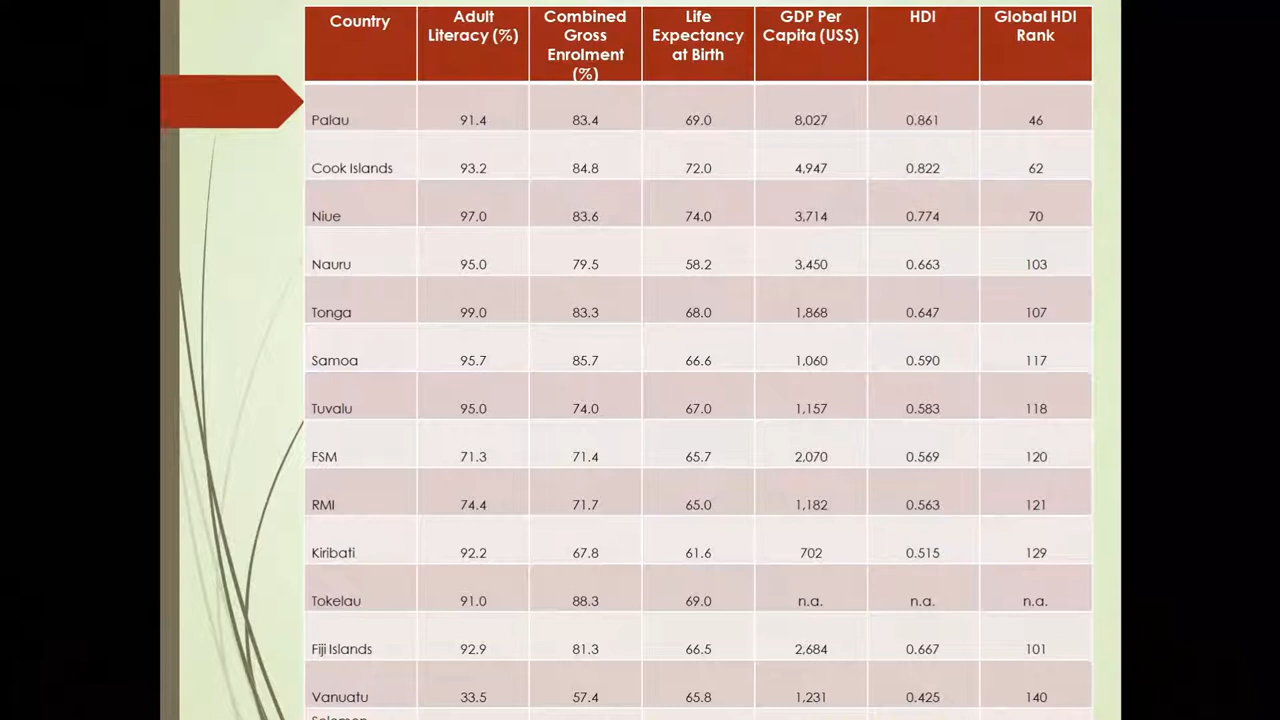 Country Adult Literacy (%) Combined Gross Enrolment (%) Life Expectancy at Birth GDP Per Capita (US$) HDI Global HDI Rank
Palau 91.4 83.4 69.0 8,027 0.861 46
Cook Islands 93.2 84.8 72.0 4,947 0.822 62
Niue 97.0 83.6 74.0 3,714 0.774 70
Nauru 95.0 79.5 58.2 3,450 0.663 103
Tonga 99.0 83.3 68.0 1,868 0.647 107
Samoa 95.7 85.7 66.6 1,060 0.590 117
Tuvalu 95.0 74.0 67.0 1,157 0.583 118
FSM 71.3 71.4 65.7 2,070 0.569 120
RMI 74.4 71.7 65.0 1,182 0.563 121
Kiribati 92.2 67.8 61.6 702 0.515 129
Tokelau 91.0 88.3 69.0 n.a. n.a. n.a.
Fiji Islands 92.9 81.3 66.5 2,684 0.667 101
Vanuatu 33.5 57.4 65.8 1,231 0.425 140
Solomon